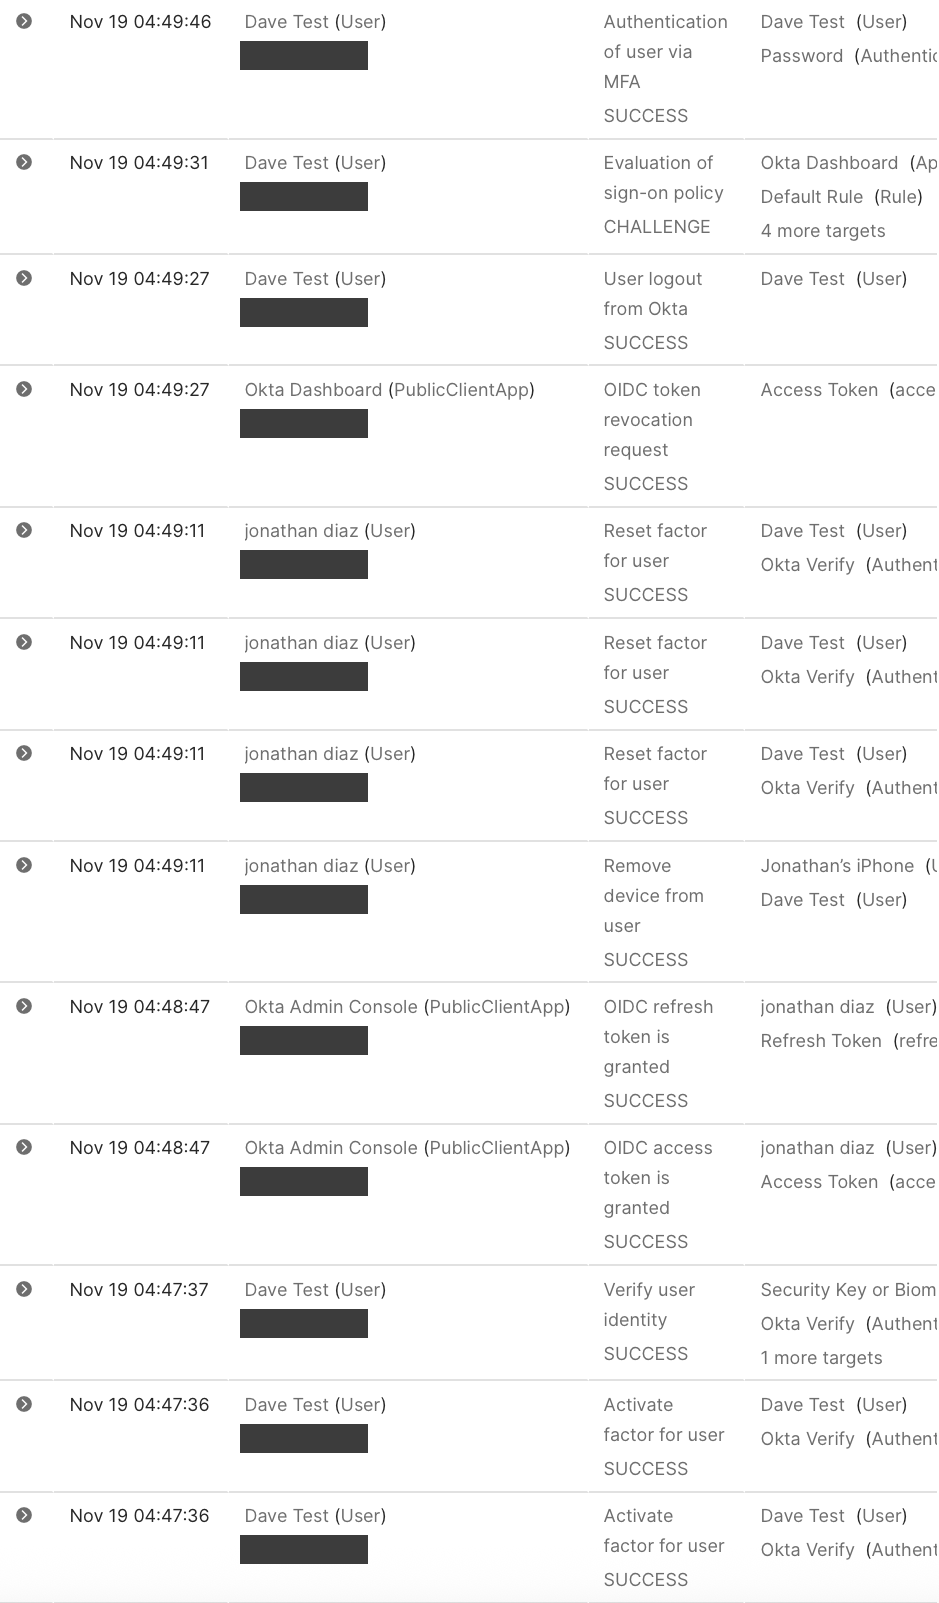 Nov 19 04:49:46 Dave Test (User) Authentication Dave Test (User)
of user via Password (Authentic
MFA
SUCCESS
Nov 19 04:49:31 Dave Test (User) Evaluation of Okta Dashboard (Ap
sign-on policy Default Rule (Rule)
CHALLENGE 4 more targets
Nov 19 04:49:27 Dave Test (User) User logout Dave Test (User)
from Okta
SUCCESS
Nov 19 04:49:27 Okta Dashboard (PublicClientApp) OIDC token Access Token (acce
revocation
request
SUCCESS
Nov 19 04:49:11 jonathan diaz (User) Reset factor Dave Test (User)
for user Okta Verify (Authent
SUCCESS
Nov 19 04:49:11 jonathan diaz (User) Reset factor Dave Test (User)
for user Okta Verify (Authent
SUCCESS
Nov 19 04:49:11 jonathan diaz (User) Reset factor Dave Test (User)
for user Okta Verify (Authent
SUCCESS
Nov 19 04:49:11 jonathan diaz (User) Remove Jonathan’s iPhone (U
device from Dave Test (User)
user
SUCCESS
Nov 19 04:48:47 Okta Admin Console (PublicClientApp) OIDC refresh jonathan diaz (User)
token is Refresh Token (refre
granted
SUCCESS
Nov 19 04:48:47 Okta Admin Console (PublicClientApp) OIDC access jonathan diaz (User)
token is Access Token (acce
granted
SUCCESS
Nov 19 04:47:37 Dave Test (User) Verify user Security Key or Biom
identity Okta Verify (Authent
SUCCESS 1 more targets
Nov 19 04:47:36 Dave Test (User) Activate Dave Test (User)
factor for user Okta Verify (Authent
SUCCESS
Nov 19 04:47:36 Dave Test (User) Activate Dave Test (User)
factor for user Okta Verify (Authent
SUCCESS